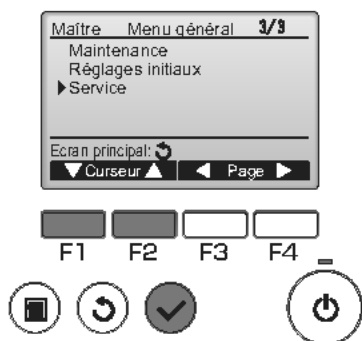 Maître Menu général 3/3
Maintenance
Réglages initiaux
▶Service
Ecran principal:
▼ Curseur ▲ ◀ Page ▶
F1 F2 F3 F4